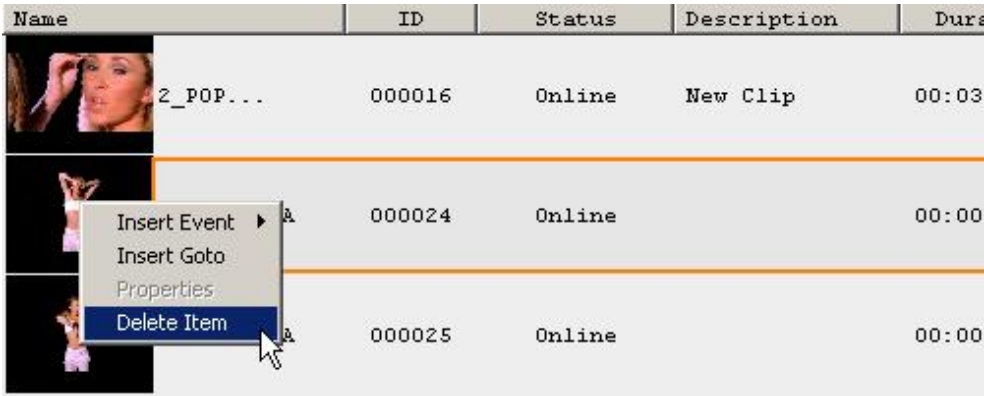 Name ID Status Description Dura
2_POP... 000016 Online New Clip 00:03
A 000024 Online 00:00
Insert Event
Insert Goto
Properties
Delete Item
A 000025 Online 00:00